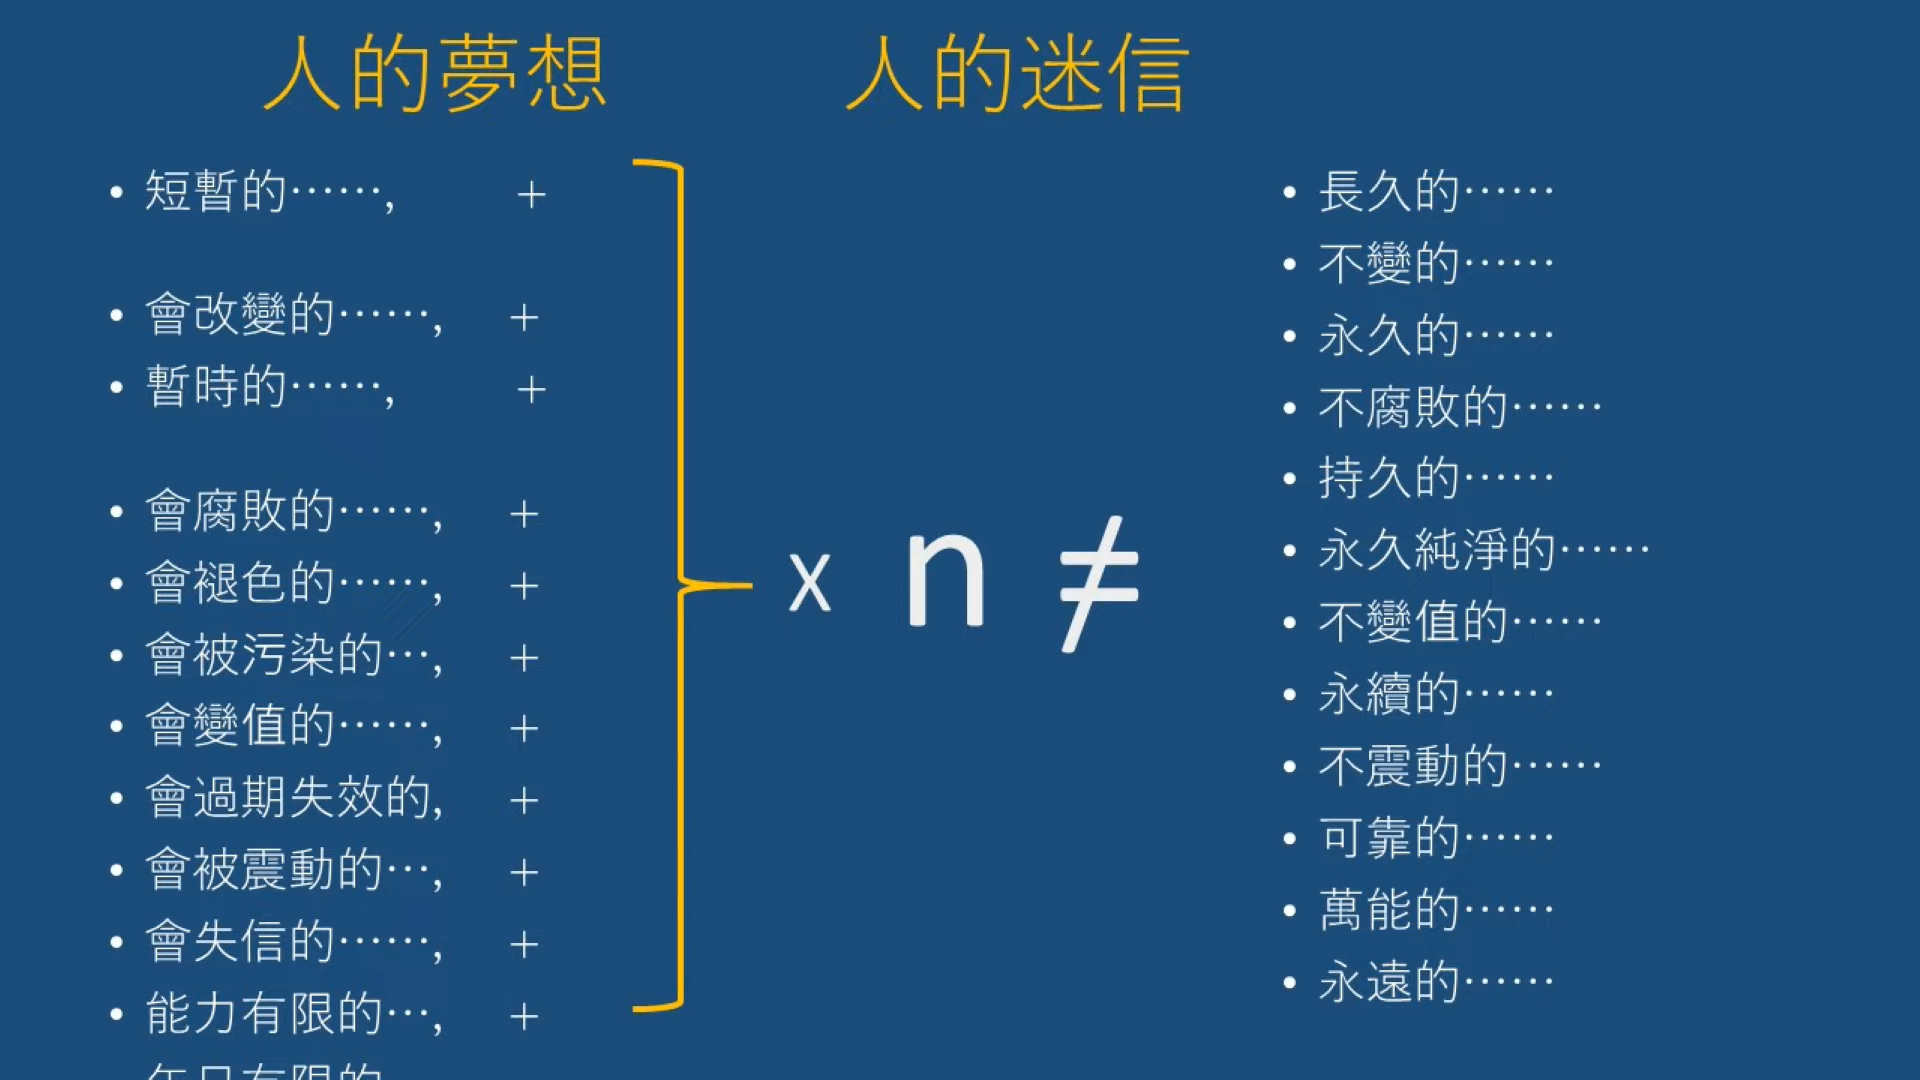 人的夢想
人的迷信
• 短暫的……, +
• 會改變的……, +
• 暫時的……, +
• 會腐敗的……, +
• 會褪色的……, +
• 會被污染的…, +
• 會變值的……, +
• 會過期失效的, +
• 會被震動的…, +
• 會失信的……, +
• 能力有限的…, +
x n ≠
• 長久的……
• 不變的……
• 永久的……
• 不腐敗的……
• 持久的……
• 永久純淨的……
• 不變值的……
• 永續的……
• 不震動的……
• 可靠的……
• 萬能的……
• 永遠的……